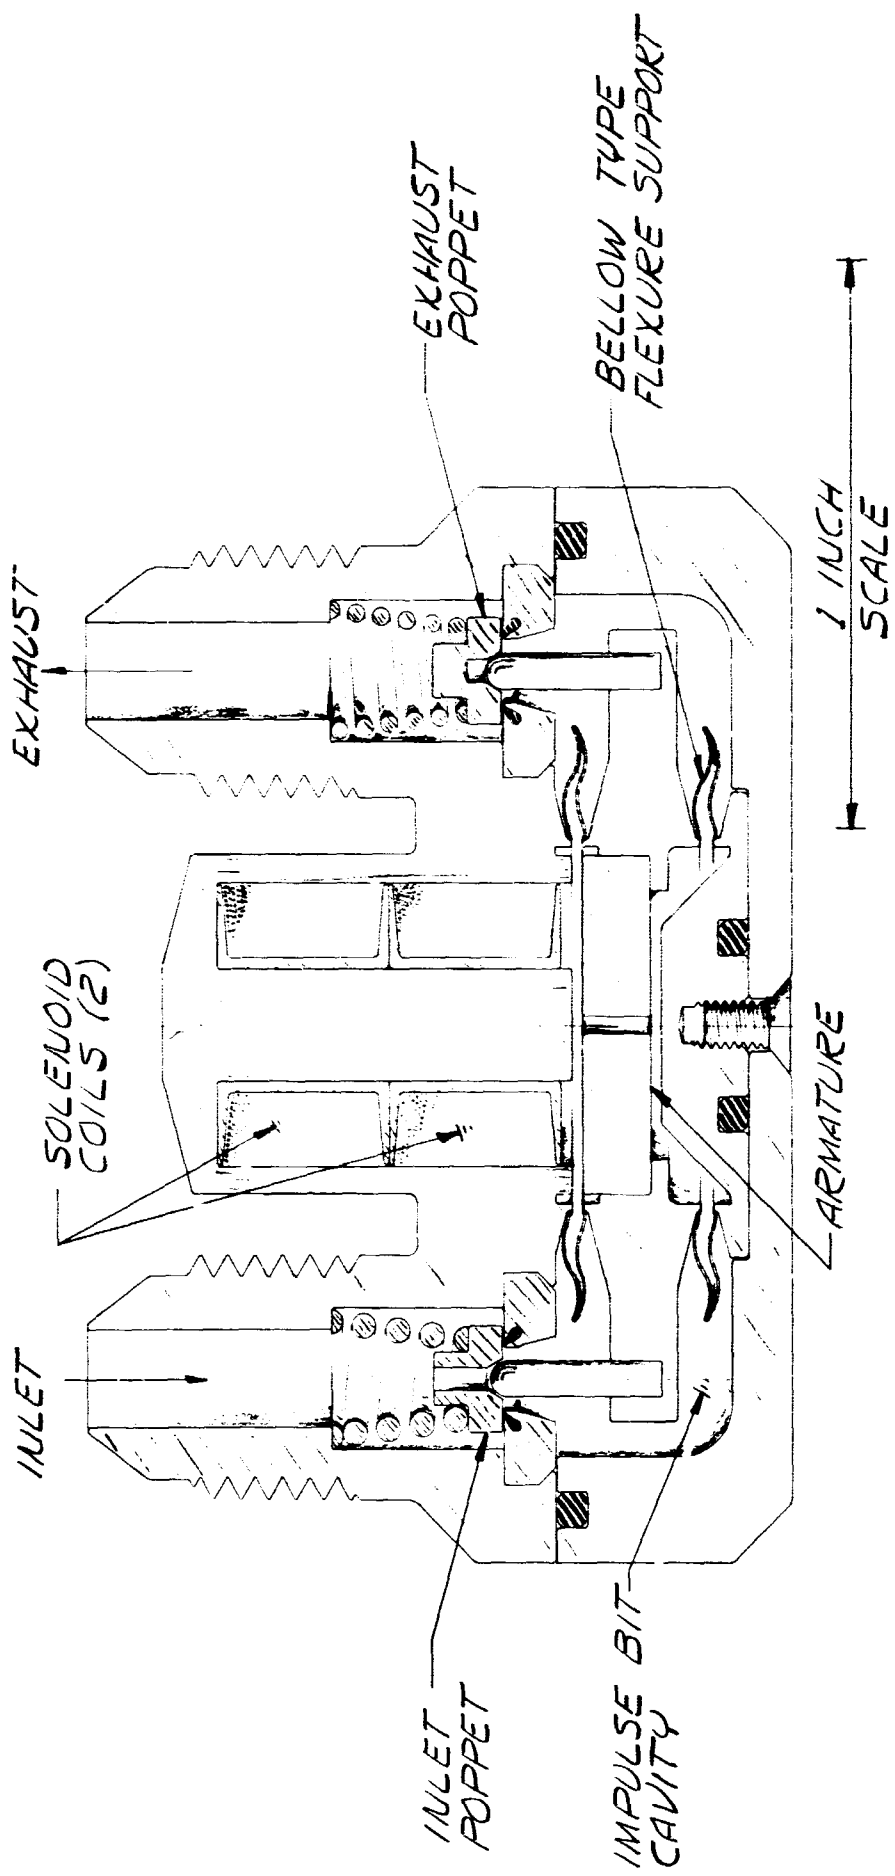 INLET
SOLENOID
COILS (2)
EXHAUST
INLET
POPPET
EXHAUST
POPPET
IMPULSE BIT
CAVITY
ARMATURE
BELLOW TYPE
FLEXURE SUPPORT
1 INCH
SCALE